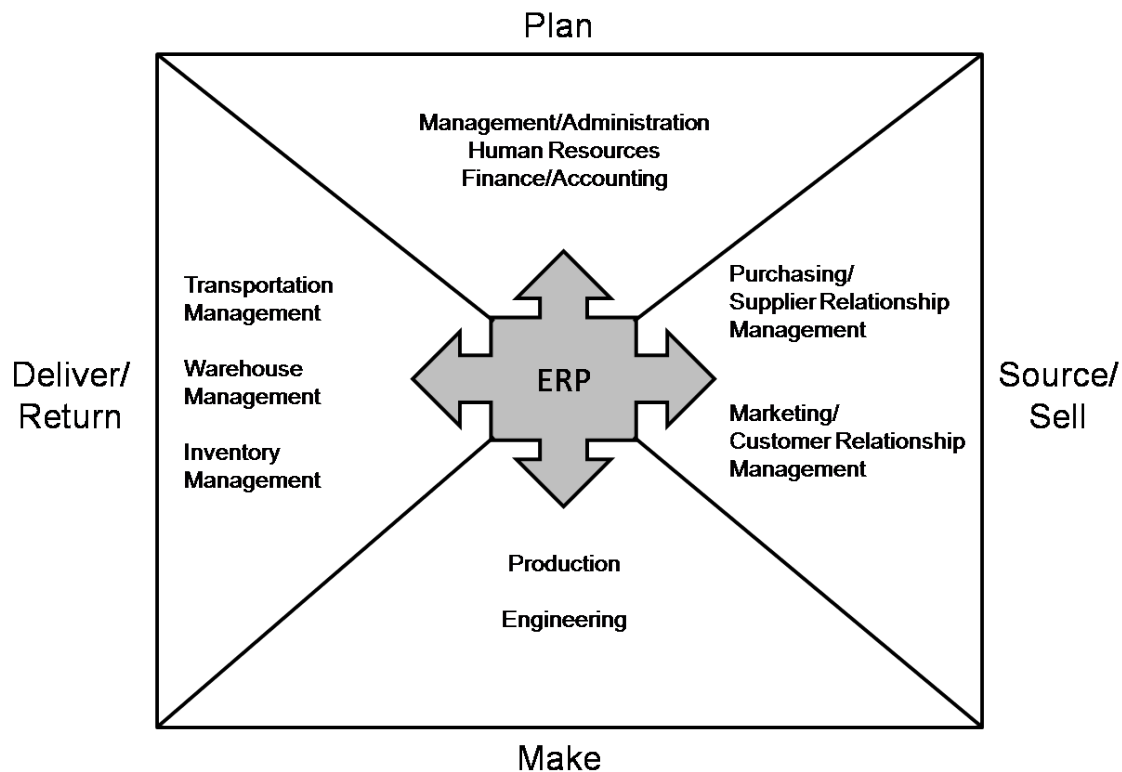 Plan
Management/Administration
Human Resources
Finance/Accounting
Transportation
Management
Warehouse
Management
Inventory
Management
Deliver/
Return
ERP
Purchasing/
Supplier Relationship
Management
Marketing/
Customer Relationship
Management
Source/
Sell
Production
Engineering
Make